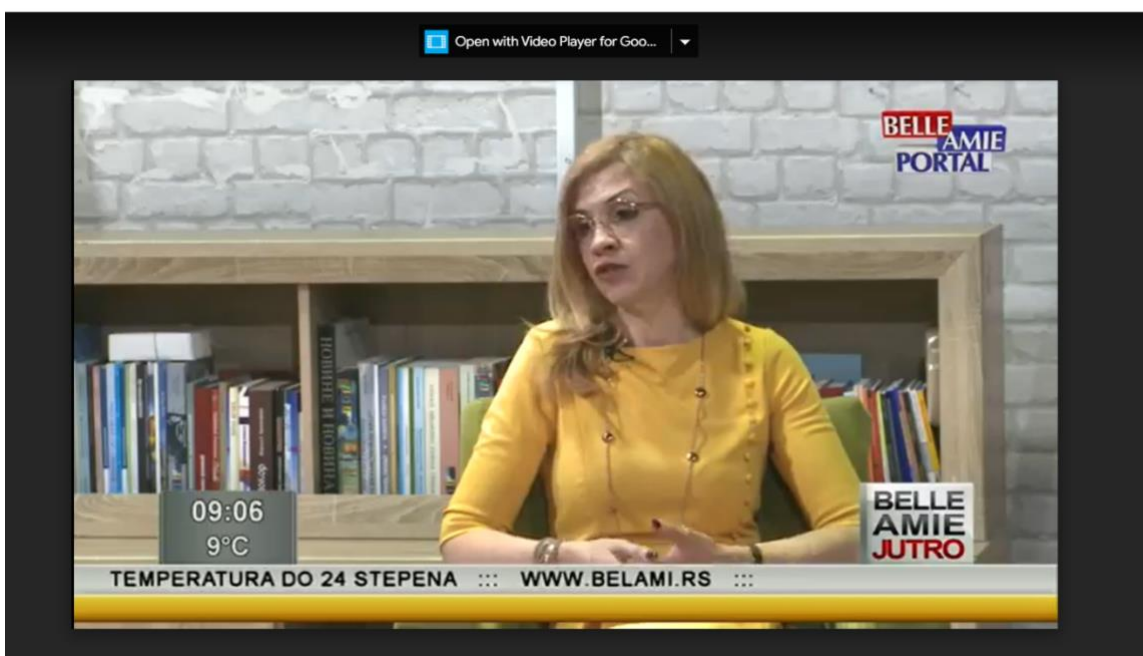 Open with Video Player for Goo...
BELLE
AMIE
PORTAL
НОВИНЕ И НОВИНА
09:06
9°C
BELLE
AMIE
JUTRO
TEMPERATURA DO 24 STEPENA ::: WWW.BELAMI.RS :::